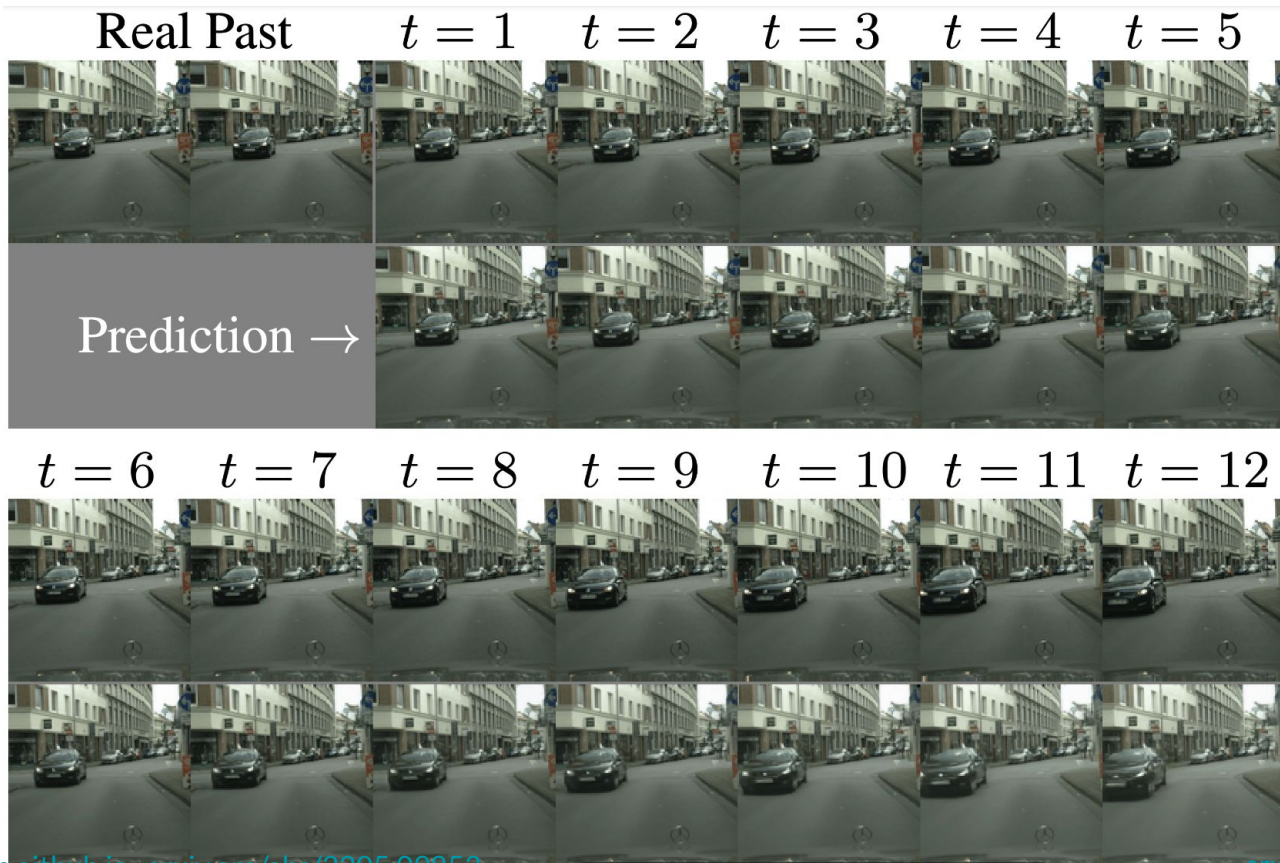 Real Past t = 1 t = 2 t = 3 t = 4 t = 5
Prediction →
t = 6 t = 7 t = 8 t = 9 t = 10 t = 11 t = 12